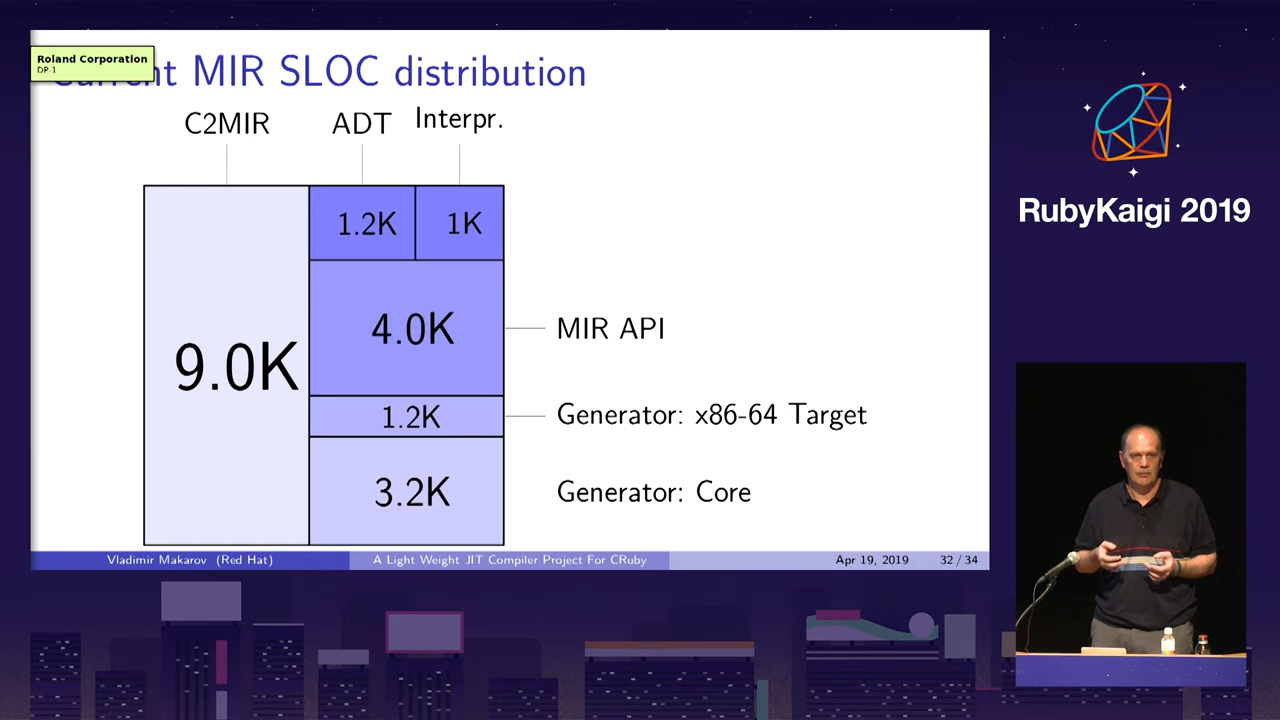 Roland Corporation
DP-1
Current MIR SLOC distribution
C2MIR
ADT
Interpr.
1.2K
1K
9.0K
4.0K
MIR API
1.2K
Generator: x86-64 Target
3.2K
Generator: Core
Vladimir Makarov (Red Hat)
A Light Weight JIT Compiler Project For CRuby
Apr 19, 2019
32 / 34
RubyKaigi 2019